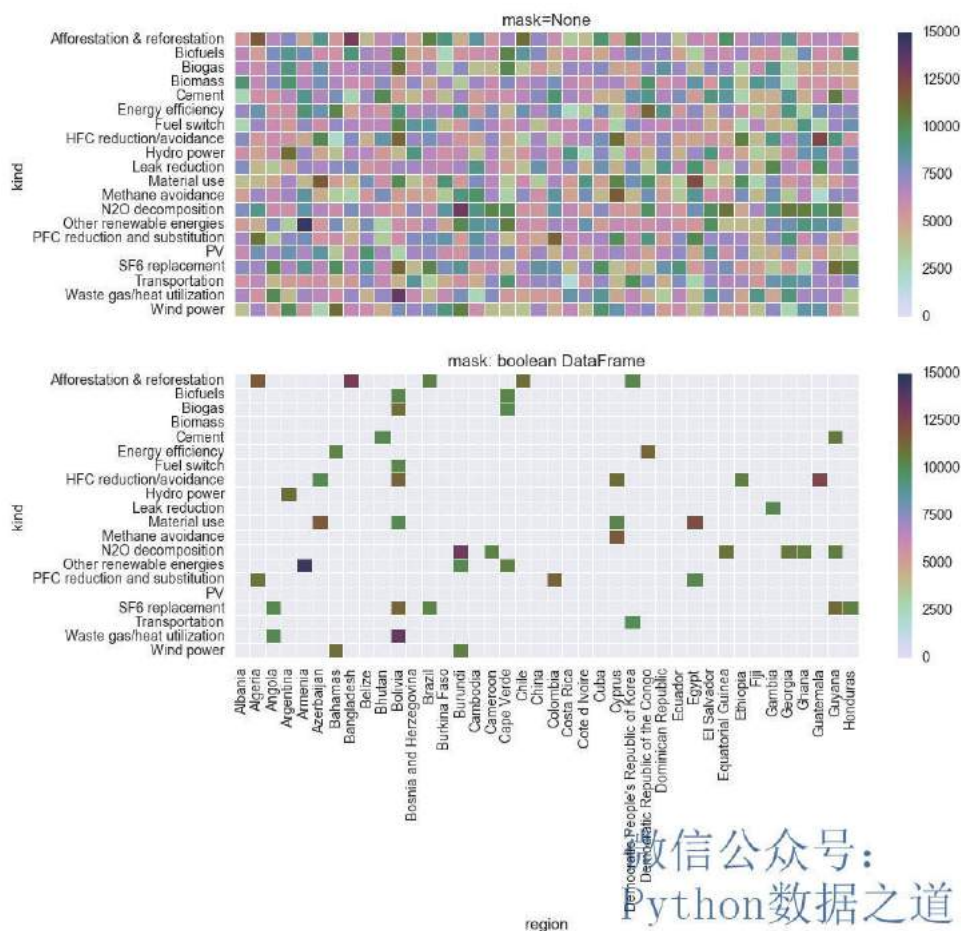 mask=None
kind
Afforestation & reforestation
Biofuels
Biogas
Biomass
Cement
Energy efficiency
Fuel switch
HFC reduction/avoidance
Hydro power
Leak reduction
Material use
Methane avoidance
N2O decomposition
Other renewable energies
PFC reduction and substitution
PV
SF6 replacement
Transportation
Waste gas/heat utilization
Wind power
15000
12500
10000
7500
5000
2500
0
mask: boolean DataFrame
kind
Afforestation & reforestation
Biofuels
Biogas
Biomass
Cement
Energy efficiency
Fuel switch
HFC reduction/avoidance
Hydro power
Leak reduction
Material use
Methane avoidance
N2O decomposition
Other renewable energies
PFC reduction and substitution
PV
SF6 replacement
Transportation
Waste gas/heat utilization
Wind power
15000
12500
10000
7500
5000
2500
0
Albania
Algeria
Angola
Argentina
Armenia
Azerbaijan
Bahamas
Bangladesh
Belize
Bhutan
Bolivia
Bosnia and Herzegovina
Brazil
Burkina Faso
Burundi
Cambodia
Cameroon
Cape Verde
Chile
China
Colombia
Costa Rica
Cote d Ivoire
Cuba
Cyprus
Democratic People's Republic of Korea
Democratic Republic of the Congo
Dominican Republic
Ecuador
Egypt
El Salvador
Equatorial Guinea
Ethiopia
Fiji
Gambia
Georgia
Ghana
Guatemala
Guyana
Honduras
region
微信公众号：
Python数据之道